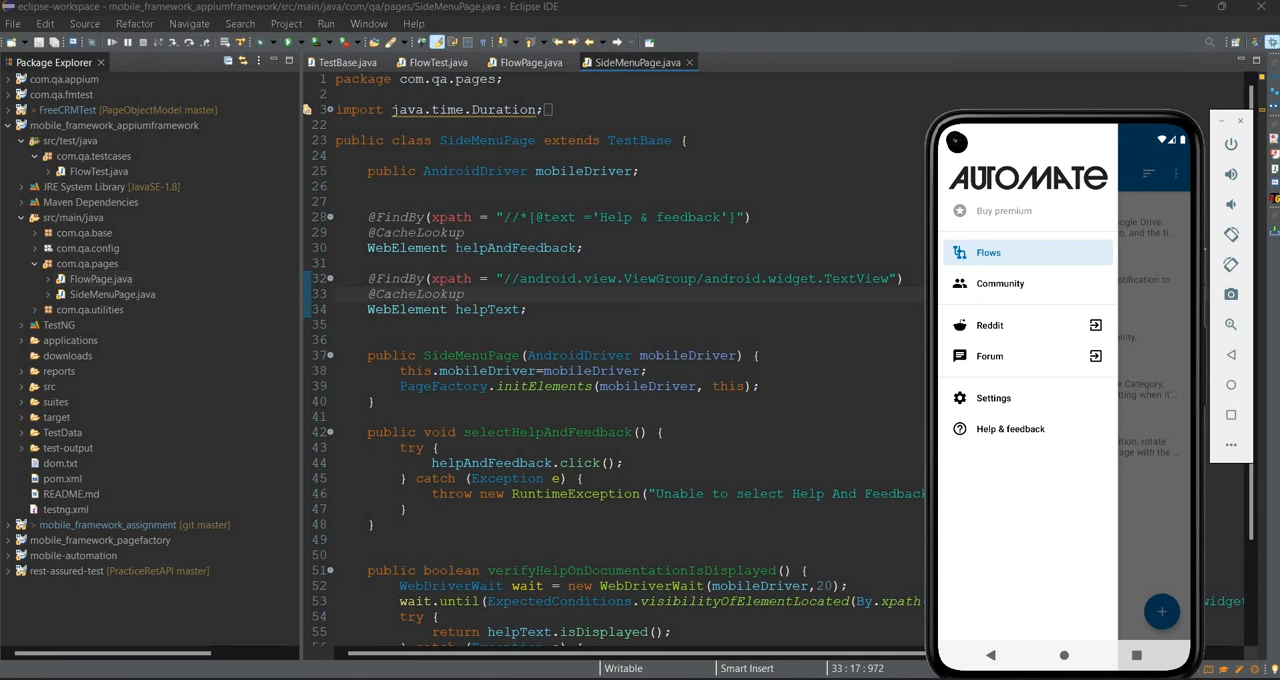 eclipse-workspace - mobile_framework_appiumframework/src/main/java/com/qa/pages/SideMenuPage.java - Eclipse IDE
File Edit Source Refactor Navigate Search Project Run Window Help
Package Explorer
com.qa.appium
com.qa.fmtest
> FreeCRMTest [PageObjectModel master]
mobile_framework_appiumframework
src/test/java
com.qa.testcases
FlowTest.java
JRE System Library [JavaSE-1.8]
Maven Dependencies
src/main/java
com.qa.base
com.qa.config
com.qa.pages
FlowPage.java
SideMenuPage.java
com.qa.utilities
TestNG
applications
downloads
reports
src
suites
target
TestData
test-output
dom.txt
pom.xml
README.md
testng.xml
> mobile_framework_assignment [git master]
mobile_framework_pagefactory
mobile-automation
rest-assured-test [PracticeRetAPI master]
TestBase.java FlowTest.java FlowPage.java SideMenuPage.java
1 package com.qa.pages;
2
3 import java.time.Duration;
22
23 public class SideMenuPage extends TestBase {
24
25 public AndroidDriver mobileDriver;
26
27
28 @FindBy(xpath = "//*[@text ='Help & feedback']")
29 @CacheLookup
30 WebElement helpAndFeedback;
31
32 @FindBy(xpath = "//android.view.ViewGroup/android.widget.TextView")
33 @CacheLookup
34 WebElement helpText;
35
37 public SideMenuPage(AndroidDriver mobileDriver) {
38 this.mobileDriver=mobileDriver;
39 PageFactory.initElements(mobileDriver, this);
40 }
41
42 public void selectHelpAndFeedback() {
43 try {
44 helpAndFeedback.click();
45 } catch (Exception e) {
46 throw new RuntimeException("Unable to select Help And Feedback
47 }
48 }
49
50
51 public boolean verifyHelpOnDocumentationIsDisplayed() {
52 WebDriverWait wait = new WebDriverWait(mobileDriver,20);
53 wait.until(ExpectedConditions.visibilityOfElementLocated(By.xpath
54 try {
55 return helpText.isDisplayed();
Writable Smart Insert 33 : 17 : 972
AUTOMATE
Buy premium
Flows
Community
Reddit
Forum
Settings
Help & feedback